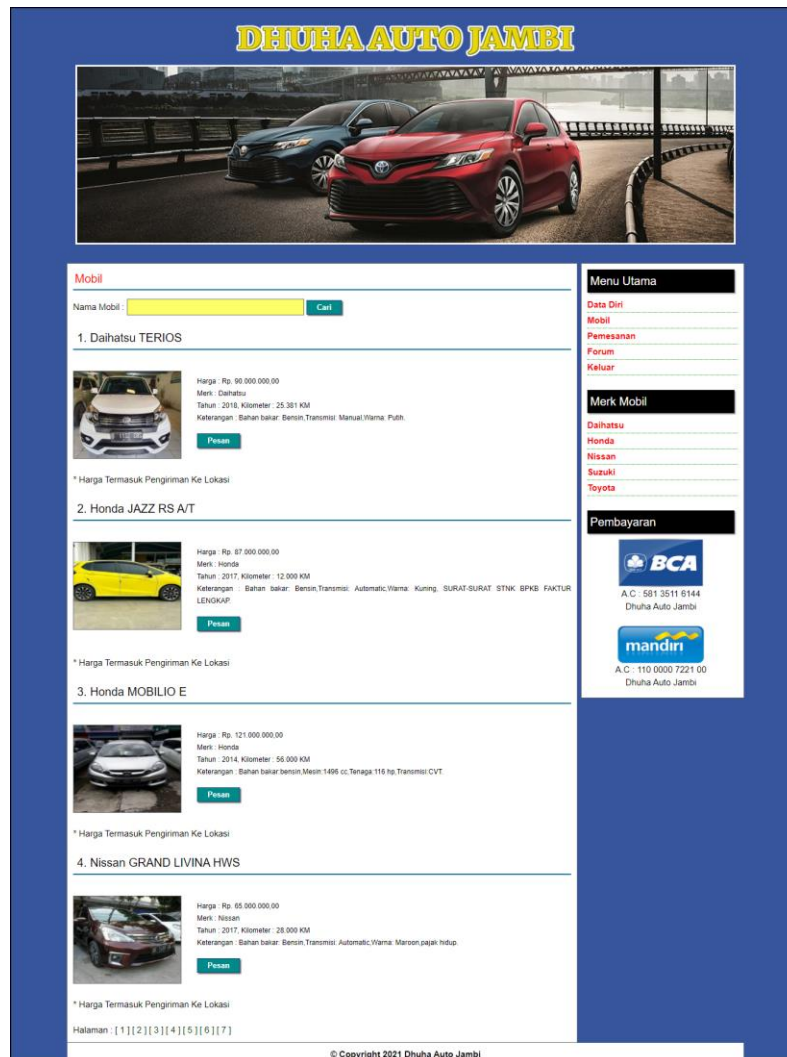 DHUHA AUTO JAMBI
Mobil
Nama Mobil :
Cari
1. Daihatsu TERIOS
Harga : Rp. 90.000.000,00
Merk : Daihatsu
Tahun : 2018, Kilometer : 25.381 KM
Keterangan : Bahan bakar: Bensin,Transmisi: Manual,Warna: Putih.
Pesan
* Harga Termasuk Pengiriman Ke Lokasi
2. Honda JAZZ RS A/T
Harga : Rp. 87.000.000,00
Merk : Honda
Tahun : 2017, Kilometer : 12.000 KM
Keterangan : Bahan bakar: Bensin,Transmisi: Automatic,Warna: Kuning, SURAT-SURAT STNK BPKB FAKTUR
LENGKAP.
Pesan
* Harga Termasuk Pengiriman Ke Lokasi
3. Honda MOBILIO E
Harga : Rp. 121.000.000,00
Merk : Honda
Tahun : 2014, Kilometer : 56.000 KM
Keterangan : Bahan bakar:bensin,Mesin:1496 cc,Tenaga:116 hp,Transmisi:CVT.
Pesan
* Harga Termasuk Pengiriman Ke Lokasi
4. Nissan GRAND LIVINA HWS
Harga : Rp. 65.000.000,00
Merk : Nissan
Tahun : 2017, Kilometer : 28.000 KM
Keterangan : Bahan bakar: Bensin,Transmisi: Automatic,Warna: Maroon,pajak hidup.
Pesan
* Harga Termasuk Pengiriman Ke Lokasi
Halaman : [ 1 ] [ 2 ] [ 3 ] [ 4 ] [ 5 ] [ 6 ] [ 7 ]
Menu Utama
Data Diri
Mobil
Pemesanan
Forum
Keluar
Merk Mobil
Daihatsu
Honda
Nissan
Suzuki
Toyota
Pembayaran
BCA
A.C : 581 3511 6144
Dhuha Auto Jambi
mandiri
A.C : 110 0000 7221 00
Dhuha Auto Jambi
© Copyright 2021 Dhuha Auto Jambi